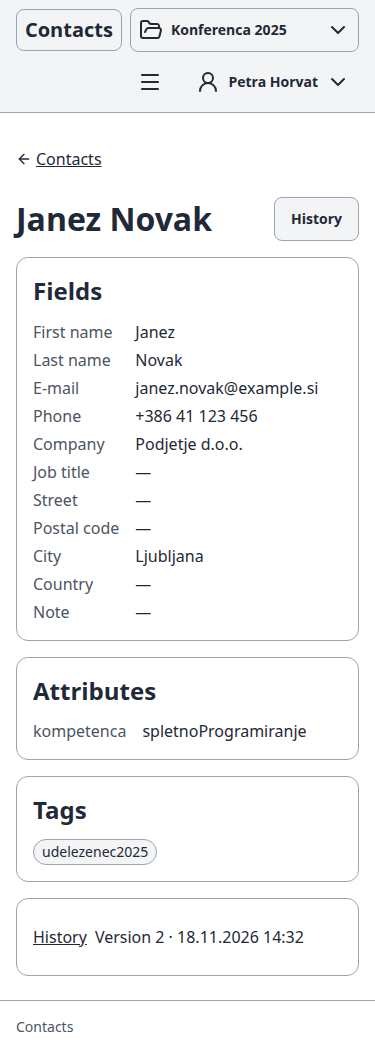 Contacts
Konferenca 2025
Petra Horvat
← Contacts
Janez Novak
History
Fields
First name Janez
Last name Novak
E-mail janez.novak@example.si
Phone +386 41 123 456
Company Podjetje d.o.o.
Job title —
Street —
Postal code —
City Ljubljana
Country —
Note —
Attributes
kompetenca spletnoProgramiranje
Tags
udelezenec2025
History Version 2 · 18.11.2026 14:32
Contacts